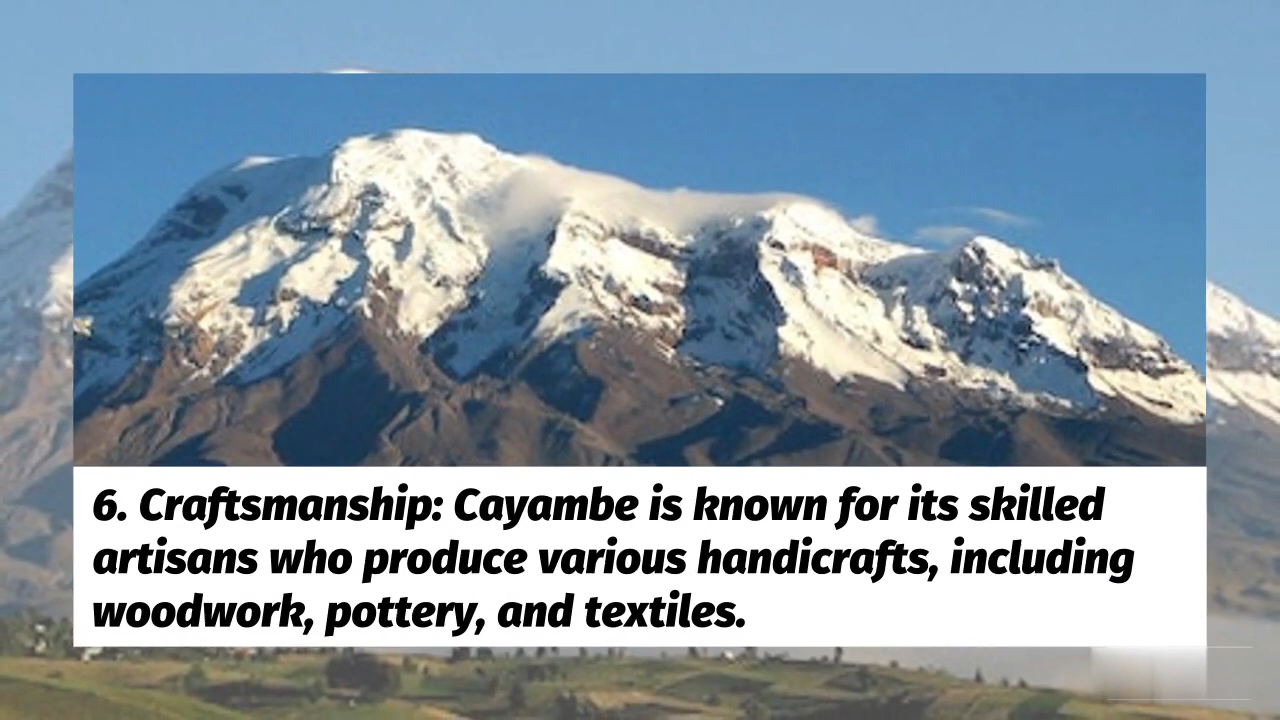 6. Craftsmanship: Cayambe is known for its skilled
artisans who produce various handicrafts, including
woodwork, pottery, and textiles.